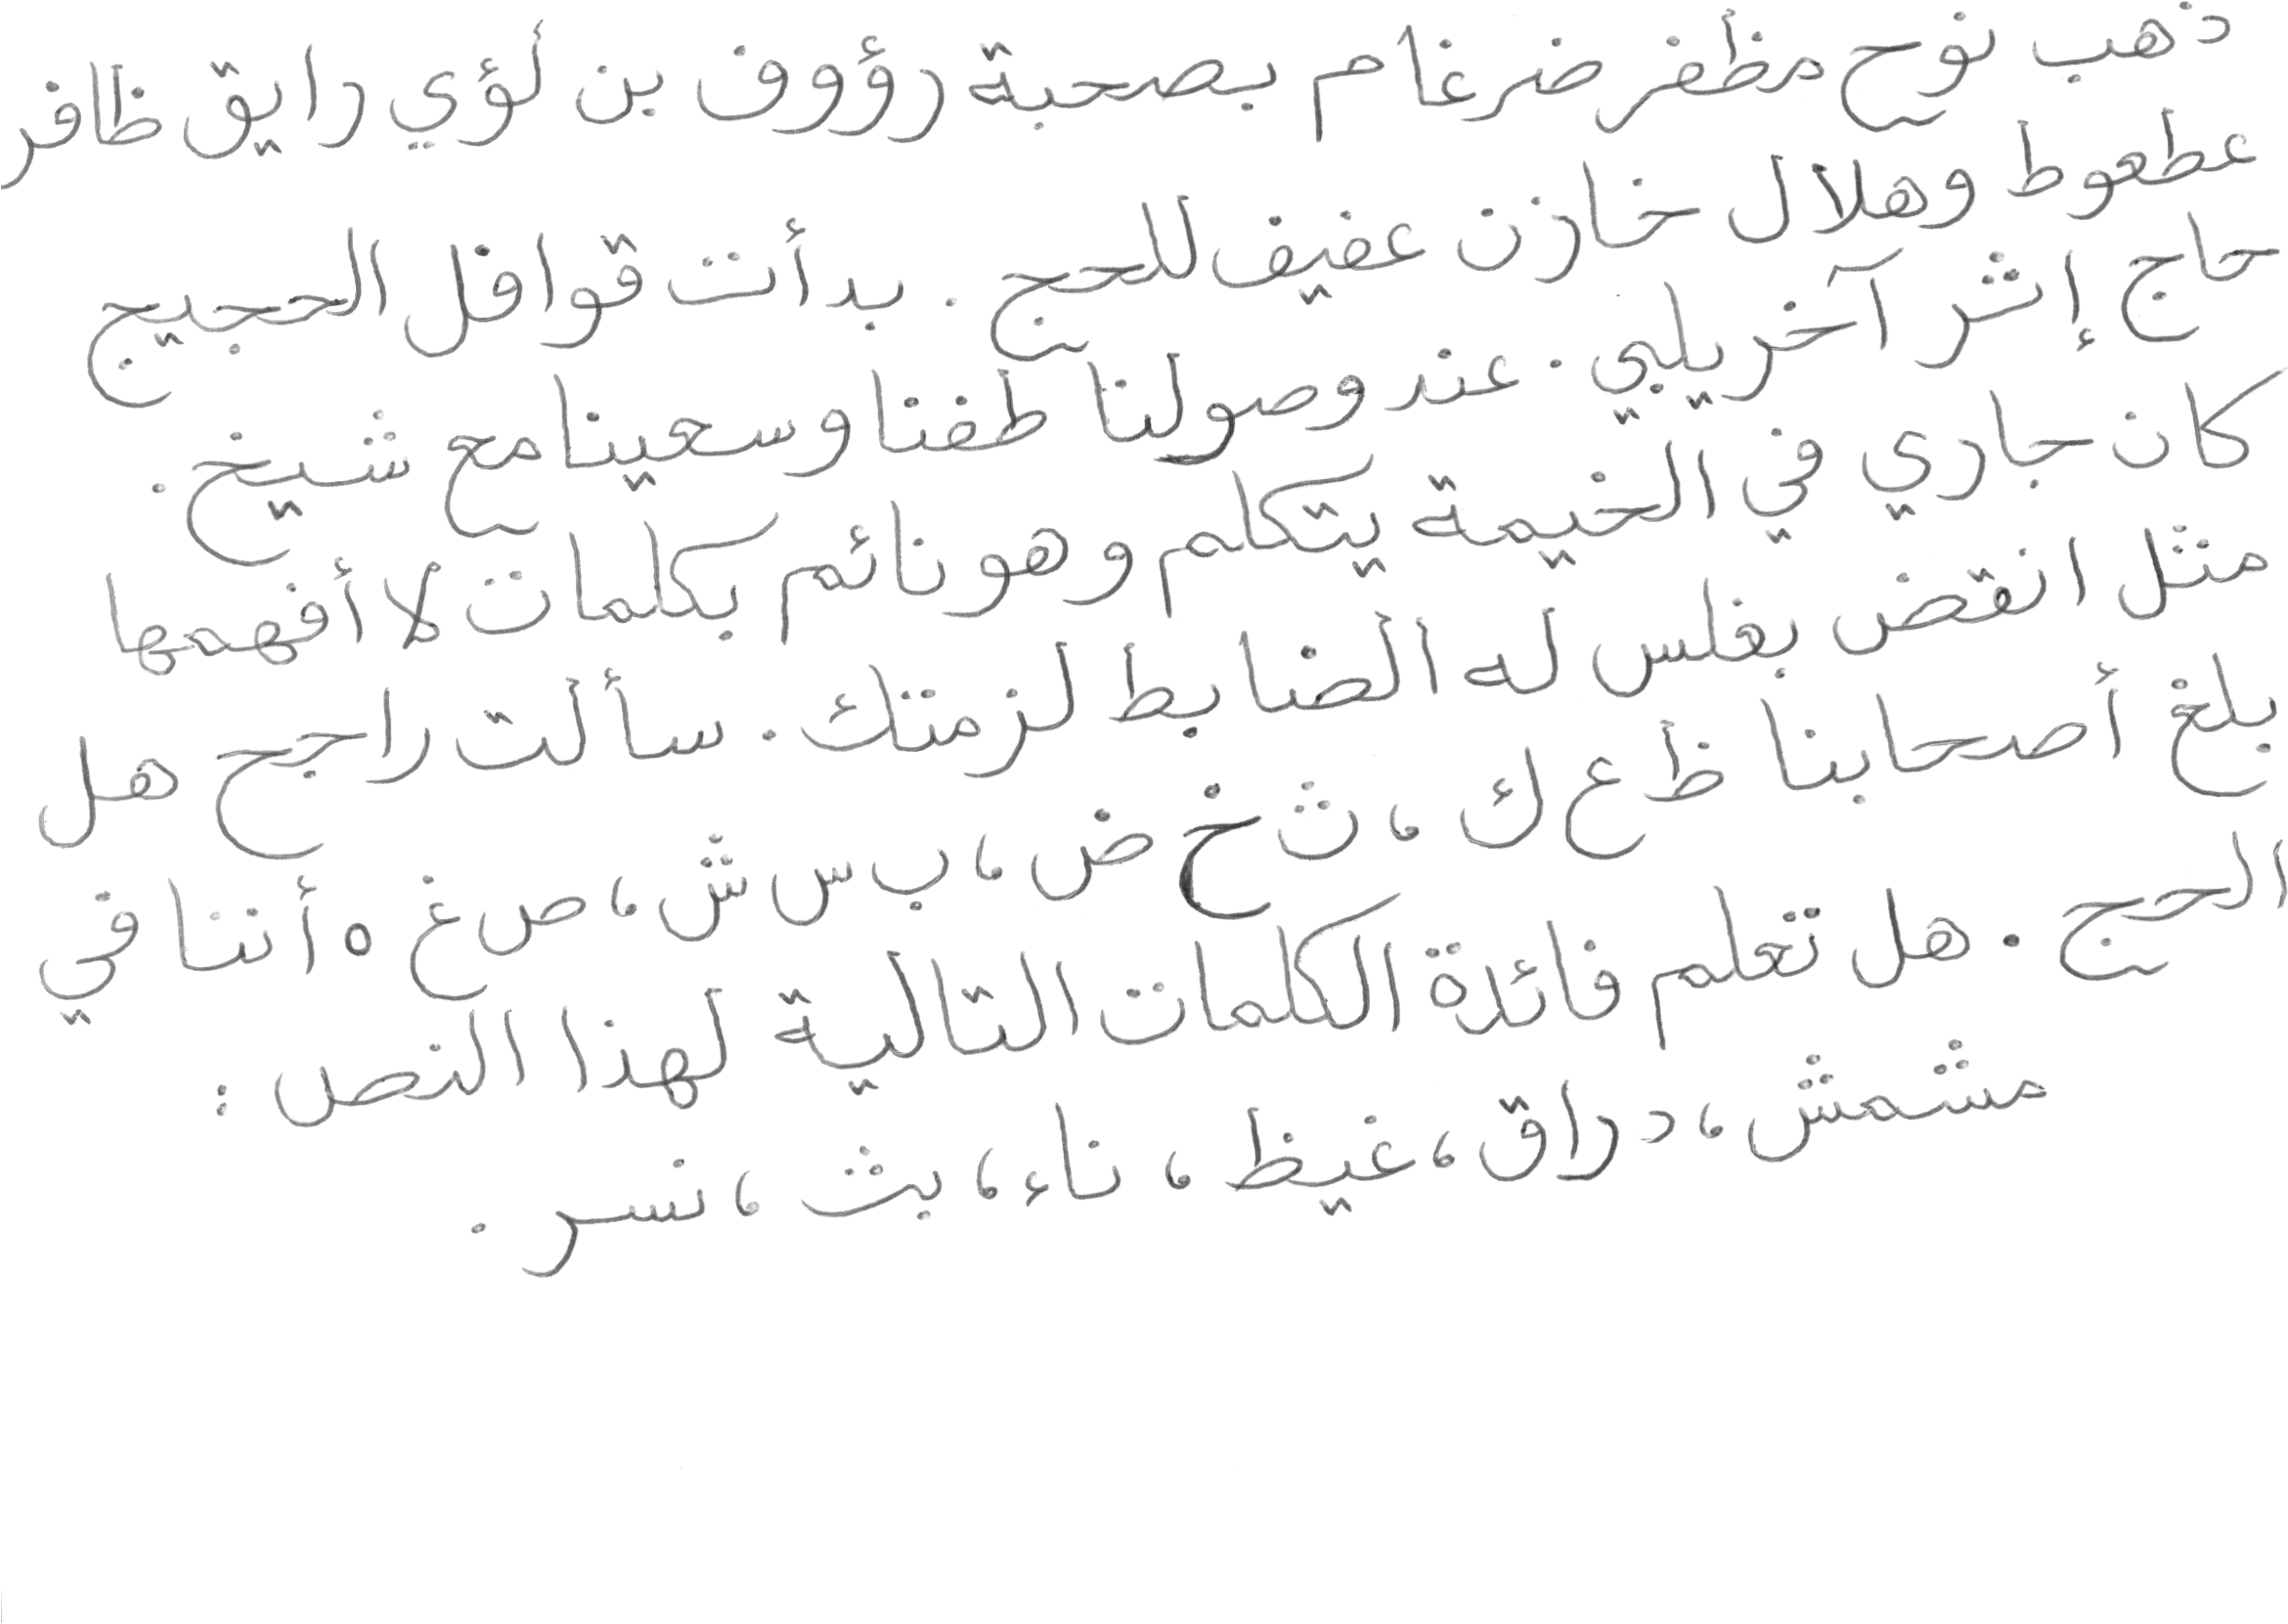 ذهب نوح مظفر ضرغام بصحبة رؤوف بن لؤي رايق ظافر
عطعوط وهلال خازن عفيف للحج . بدأت قوافل الحجيج
حاج إثر آخر يلبي . عند وصولنا طفنا وسعينا مع شيخ .
كان جاري في الخيمة يتكلم وهو نائم بكلمات لا أفهمها
مثل انقض بغلس له الضابط لزمتك . سألت راجح هل
بلغ أصحابنا ظ ع ك ، ث خ ض ، ب س ش ، ص غ ه أننا في
الحج . هل تعلم فائدة الكلمات التالية لهذا النص :
مشمش ، دراق ، غيظ ، ناء ، بث ، نسر .